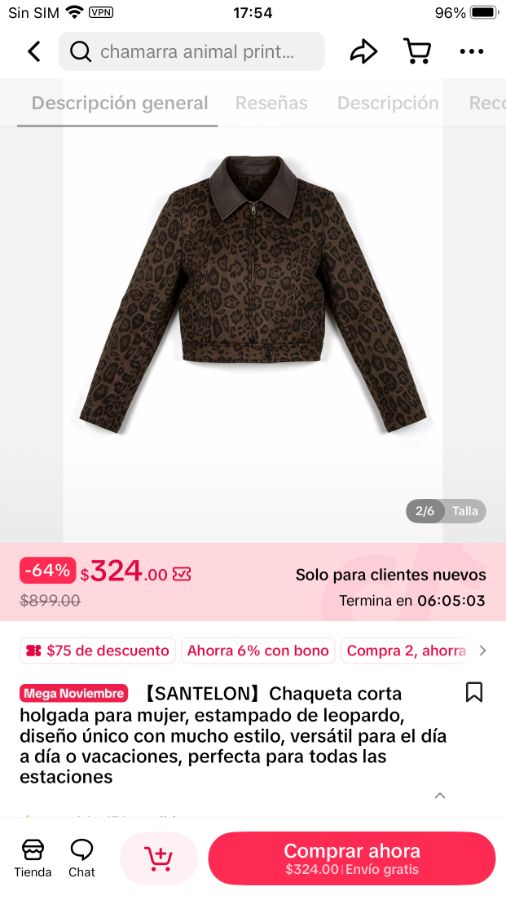 Sin SIM VPN 17:54 96%
chamarra animal print...
Descripción general Reseñas Descripción
2/6 Talla
-64% $324.00
Solo para clientes nuevos
$899.00
Termina en 06:05:03
$75 de descuento Ahorra 6% con bono Compra 2, ahorra
Mega Noviembre 【SANTELON】Chaqueta corta
holgada para mujer, estampado de leopardo,
diseño único con mucho estilo, versátil para el día
a día o vacaciones, perfecta para todas las
estaciones
Tienda Chat
Comprar ahora
$324.00|Envío gratis